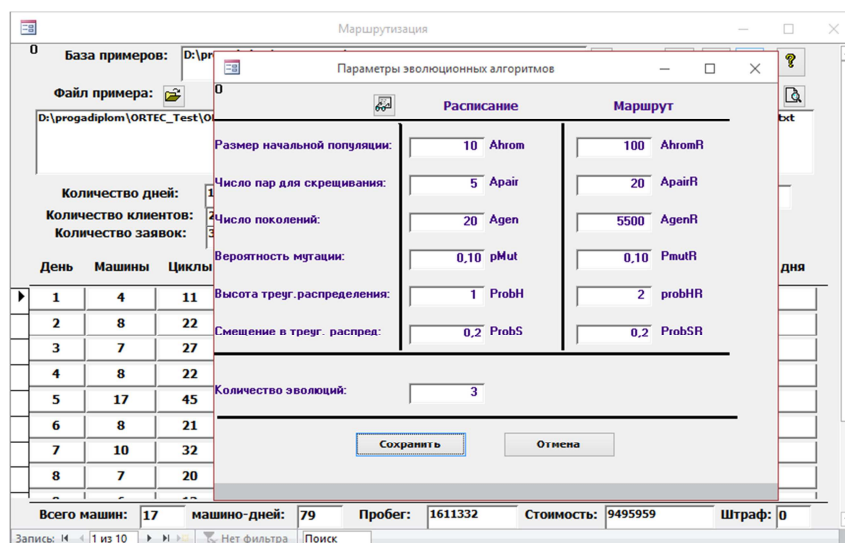 Маршрутизация
0
База примеров: D:\pr
Файл примера:
D:\progadiplom\ORTEC_Test\O
txt
Количество дней: 1
Количество клиентов: 2
Количество заявок: 3
День Машины Циклы дня
1 4 11
2 8 22
3 7 27
4 8 22
5 17 45
6 8 21
7 10 32
8 7 20
Всего машин: 17 машино-дней: 79 Пробег: 1611332 Стоимость: 9495959 Штраф: 0
Запись: 1 из 10 Нет фильтра Поиск
Параметры эволюционных алгоритмов
0
Расписание Маршрут
Размер начальной популяции: 10 Ahrom 100 AhromR
Число пар для скрещивания: 5 Apair 20 ApairR
Число поколений: 20 Agen 5500 AgenR
Вероятность мутации: 0,10 pMut 0,10 PmutR
Высота треуг.распределения: 1 ProbH 2 probHR
Смещение в треуг. распред: 0,2 ProbS 0,2 ProbSR
Количество эволюций: 3
Сохранить Отмена